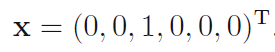 x = (0, 0, 1, 0, 0, 0)ᵀ.